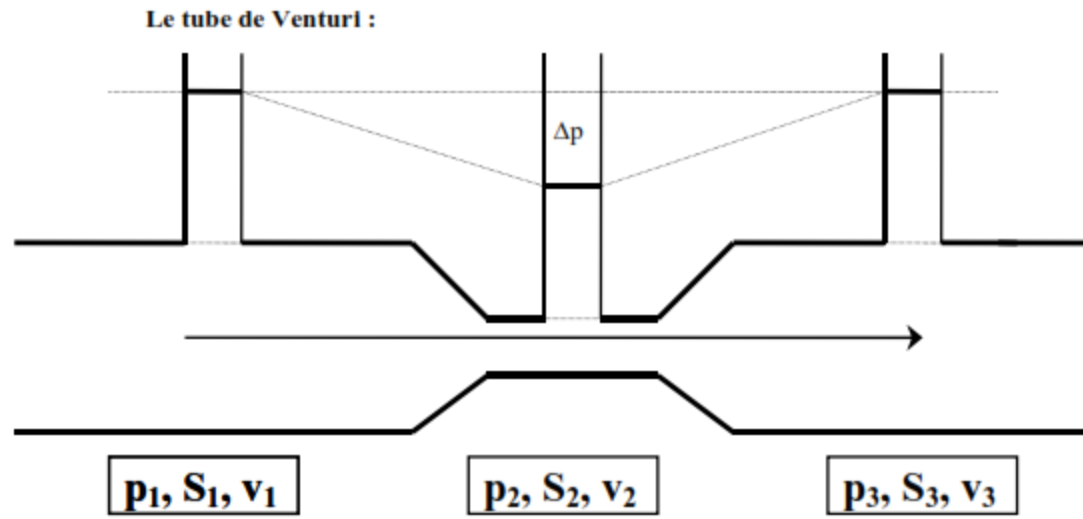 Le tube de Venturi :
Δp
p₁, S₁, v₁
p₂, S₂, v₂
p₃, S₃, v₃